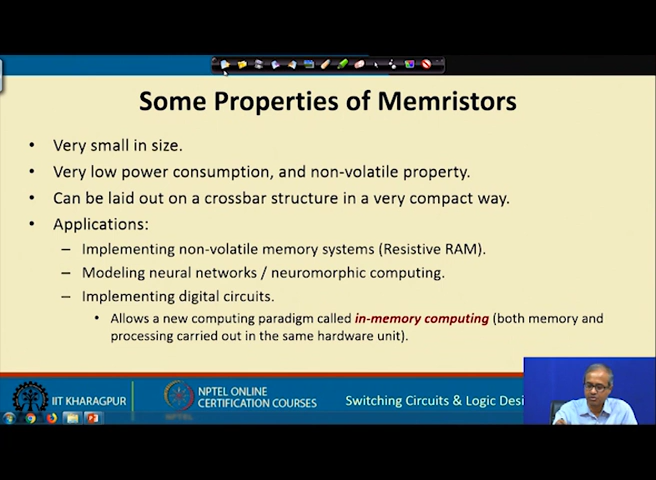 Some Properties of Memristors
• Very small in size.
• Very low power consumption, and non-volatile property.
• Can be laid out on a crossbar structure in a very compact way.
• Applications:
– Implementing non-volatile memory systems (Resistive RAM).
– Modeling neural networks / neuromorphic computing.
– Implementing digital circuits.
• Allows a new computing paradigm called in-memory computing (both memory and
processing carried out in the same hardware unit).
IIT KHARAGPUR
NPTEL ONLINE
CERTIFICATION COURSES
Switching Circuits & Logic Desi